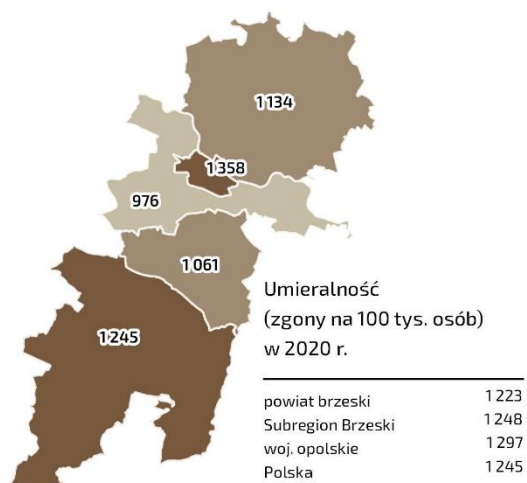 1 134
1 358
976
1 061
1 245
Umieralność
(zgony na 100 tys. osób)
w 2020 r.
powiat brzeski 1 223
Subregion Brzeski 1 248
woj. opolskie 1 297
Polska 1 245